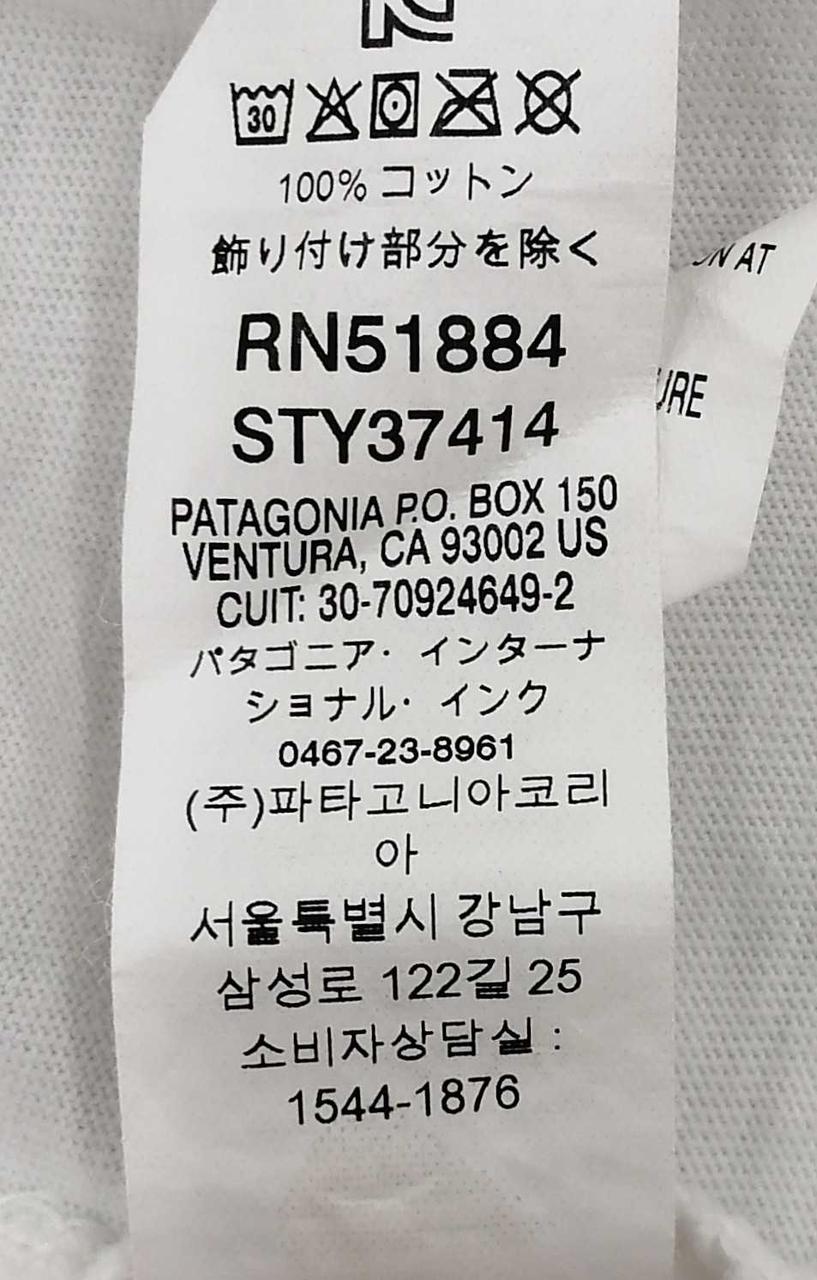 30
100% コットン
飾り付け部分を除く
RN51884
STY37414
PATAGONIA P.O. BOX 150
VENTURA, CA 93002 US
CUIT: 30-70924649-2
パタゴニア・インターナ
ショナル・インク
0467-23-8961
(주)파타고니아코리
아
서울특별시 강남구
삼성로 122길 25
소비자상담실 :
1544-1876
AT